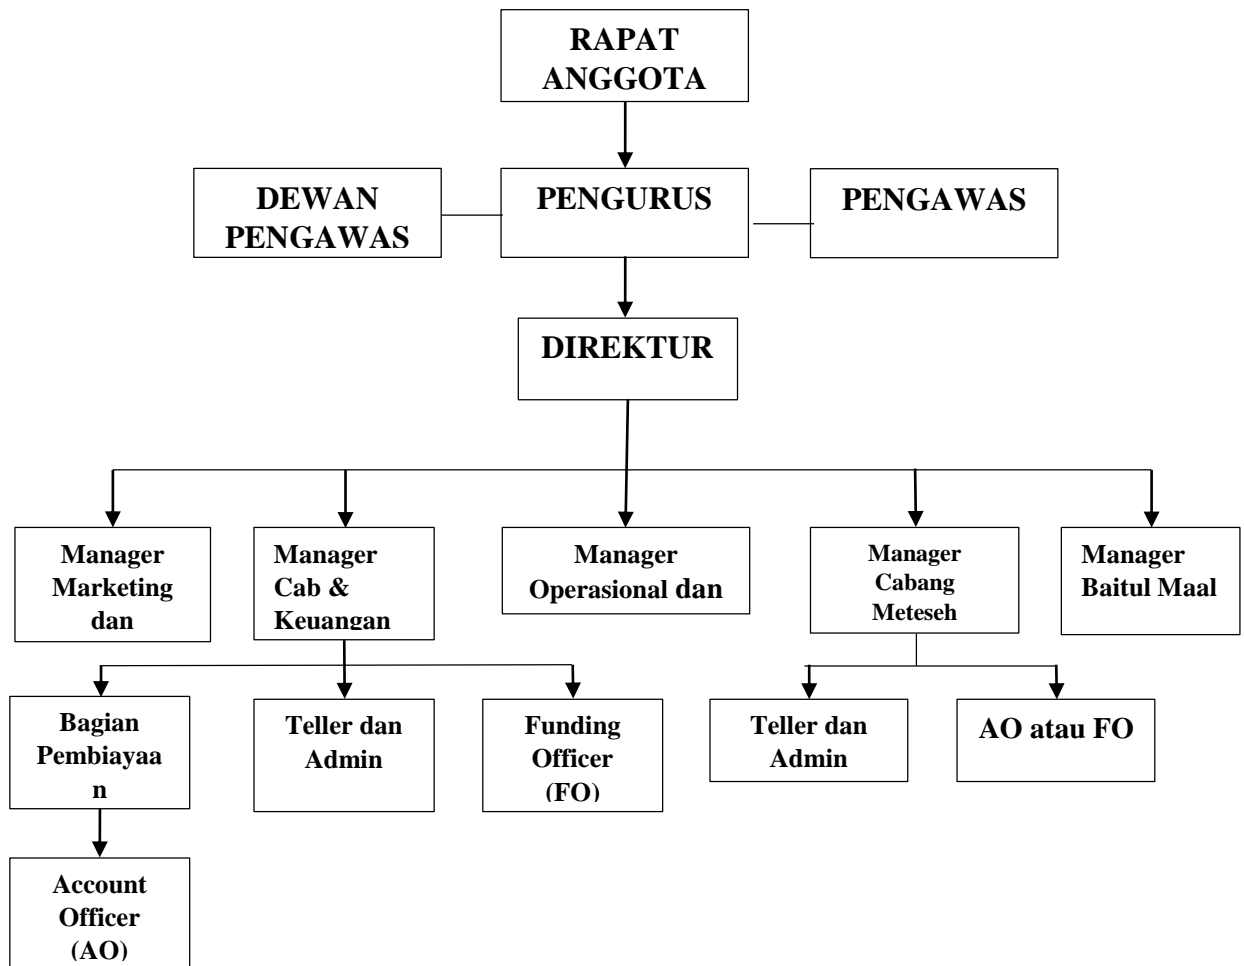 RAPAT
ANGGOTA
DEWAN
PENGAWAS
PENGURUS
PENGAWAS
DIREKTUR
Manager
Marketing
dan
Manager
Cab &
Keuangan
Manager
Operasional dan
Manager
Cabang
Meteseh
Manager
Baitul Maal
Bagian
Pembiayaa
n
Teller dan
Admin
Funding
Officer
(FO)
Teller dan
Admin
AO atau FO
Account
Officer
(AO)